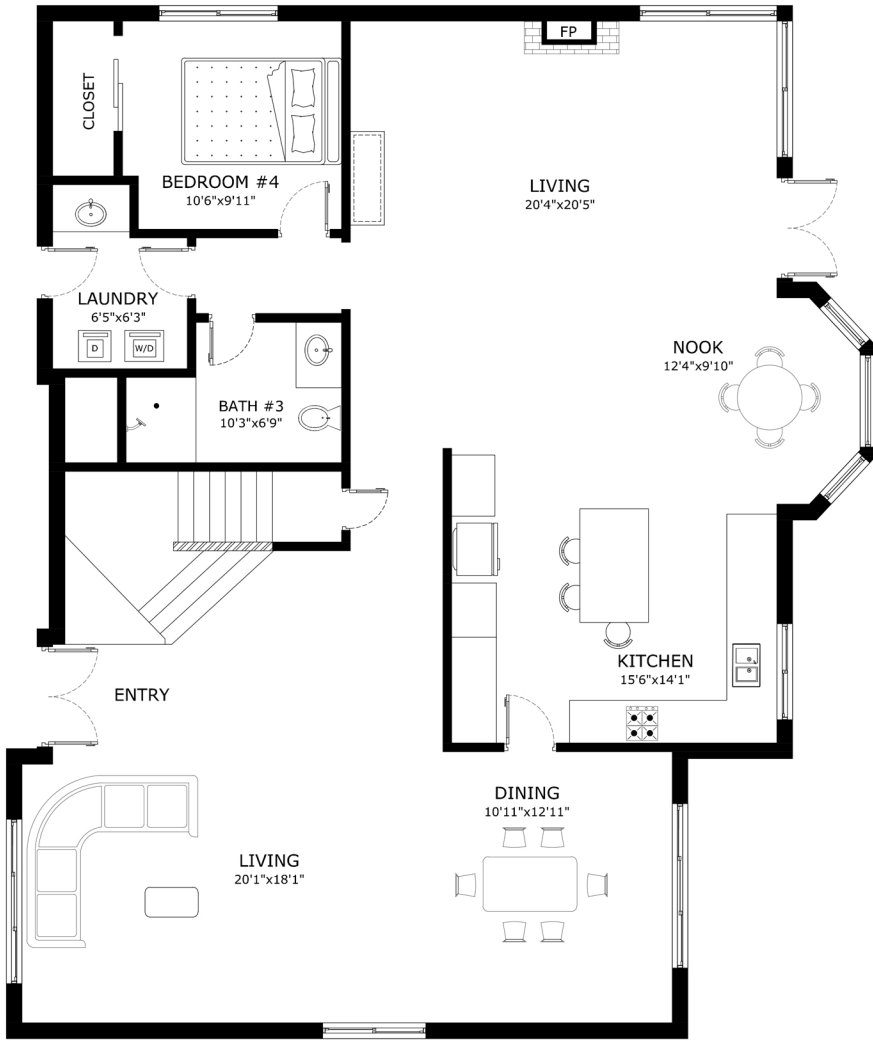 FP
CLOSET
BEDROOM #4
10'6"x9'11"
LIVING
20'4"x20'5"
LAUNDRY
6'5"x6'3"
D
W/D
NOOK
12'4"x9'10"
BATH #3
10'3"x6'9"
KITCHEN
15'6"x14'1"
ENTRY
DINING
10'11"x12'11"
LIVING
20'1"x18'1"